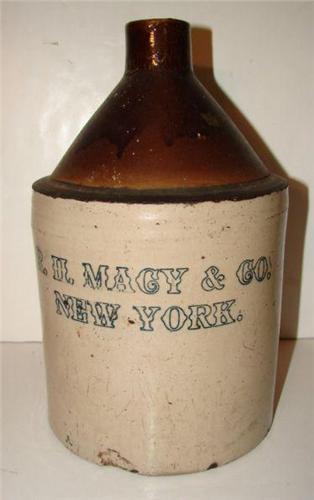 R. H. MACY & CO.
NEW YORK.